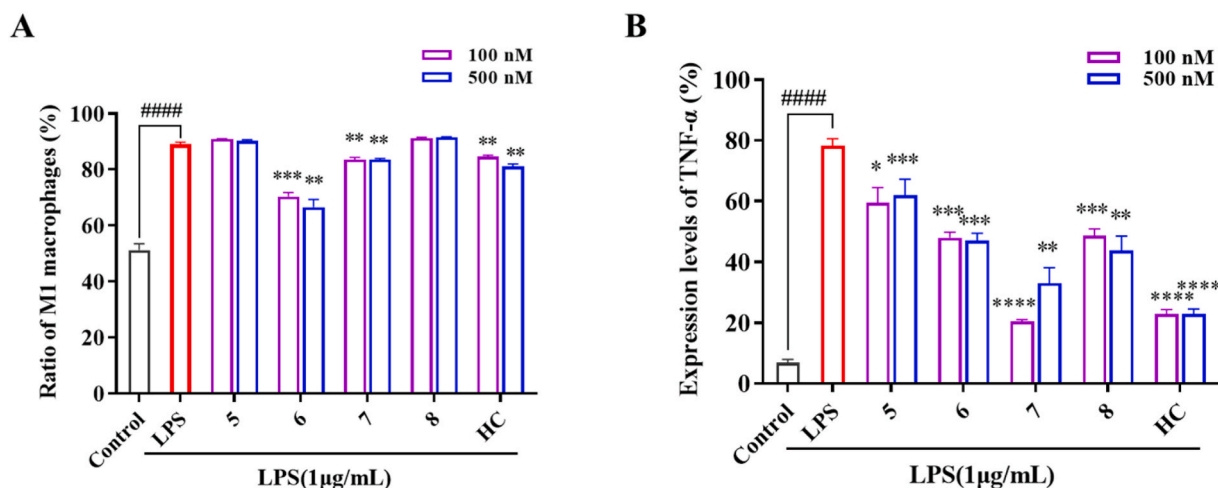 A
100 nM
500 nM
Ratio of M1 macrophages (%)
100
80
60
40
20
0
####
***
**
**
**
**
**
Control
LPS
5
6
7
8
HC
LPS(1μg/mL)
B
100 nM
500 nM
Expression levels of TNF-α (%)
100
80
60
40
20
0
####
*
***
***
***
****
**
***
**
****
****
Control
LPS
5
6
7
8
HC
LPS(1μg/mL)